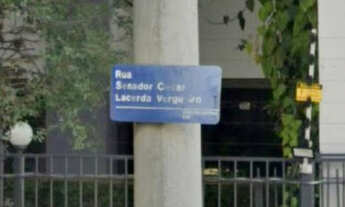 Rua
Senador Cesar
Lacerda Vergueiro